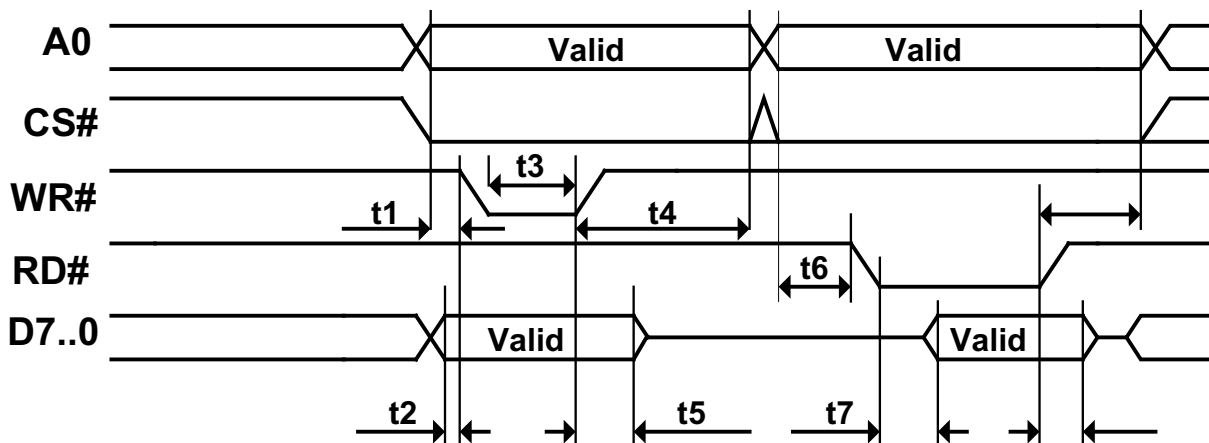 A0 Valid Valid
CS#
WR# t3
t1 t4
RD# t6
D7..0 Valid Valid
t2 t5 t7